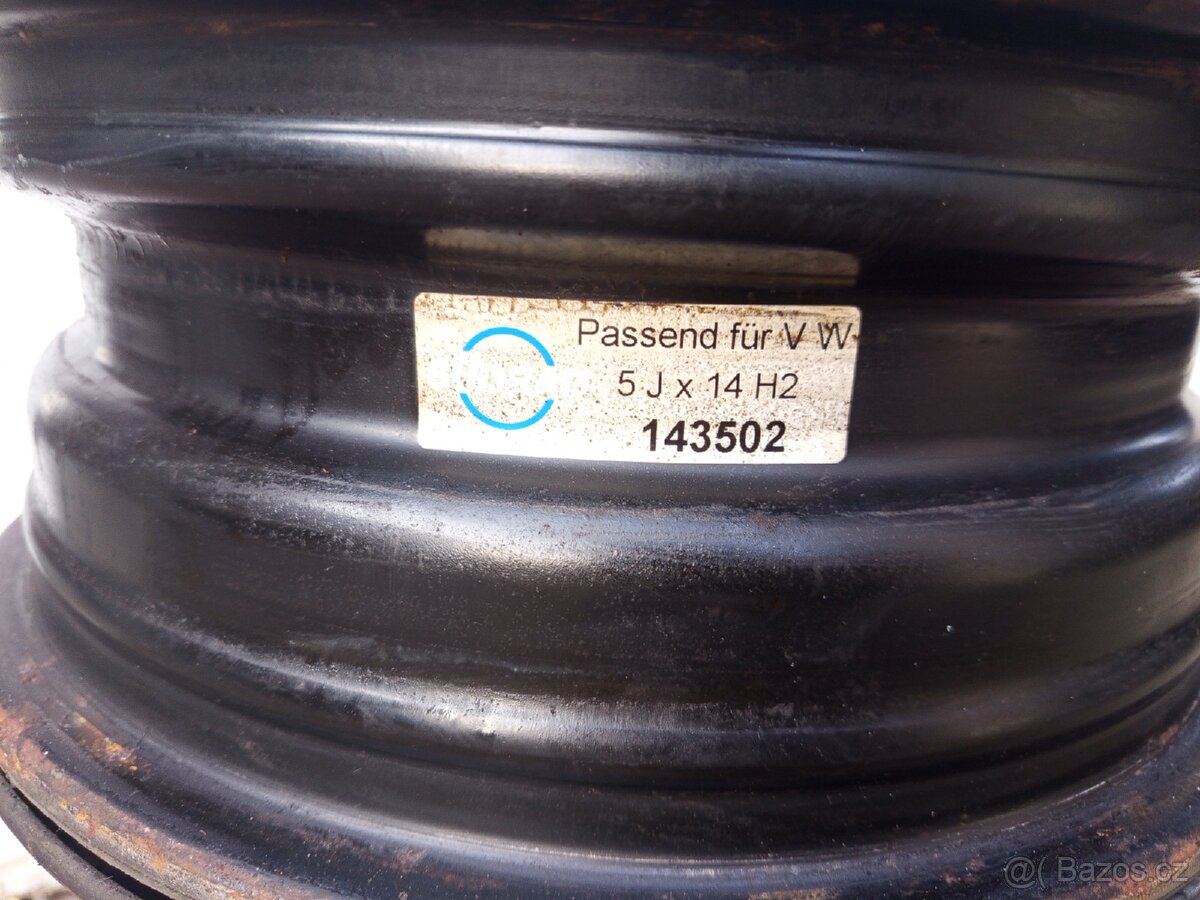 Passend für V W
5 J x 14 H2
143502
@( Bazos.cz